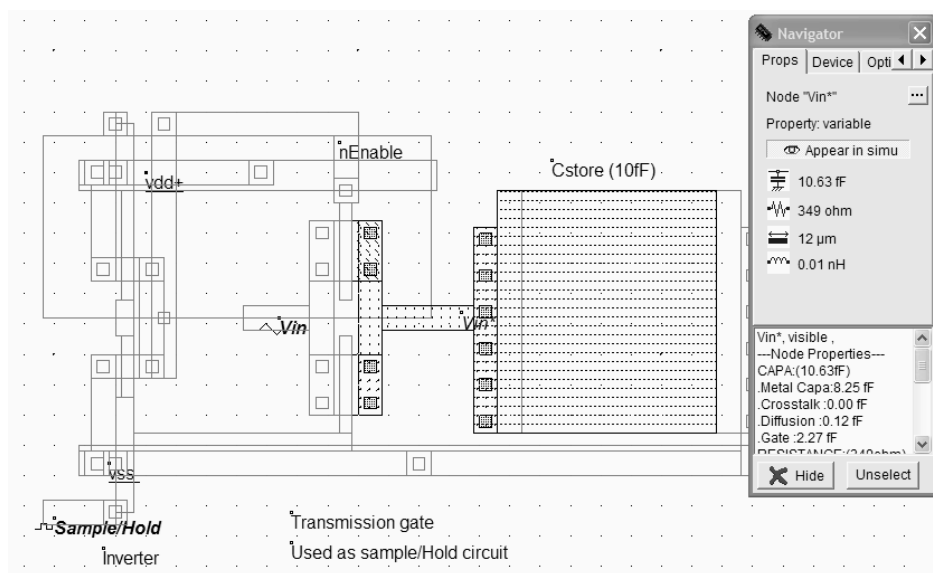 Navigator
Props Device Opti
Node "Vin*"
Property: variable
Appear in simu
10.63 fF
349 ohm
12 µm
0.01 nH
Vin*, visible ,
---Node Properties---
CAPA:(10.63fF)
.Metal Capa:8.25 fF
.Crosstalk :0.00 fF
.Diffusion :0.12 fF
.Gate :2.27 fF
RESISTANCE:(349ohm)
Hide Unselect
nEnable
Cstore (10fF)
vdd+
Vin
Vin*
vss
Sample/Hold
Inverter
Transmission gate
Used as sample/Hold circuit